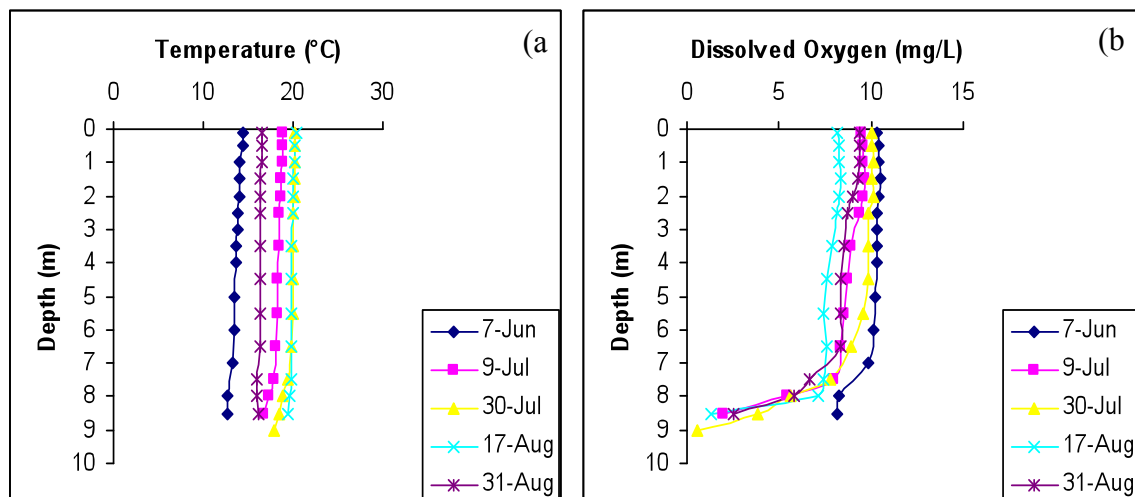 Temperature (°C)
(a
0 10 20 30
0
1
2
3
4
5
6
7
8
9
10
Depth (m)
7-Jun
9-Jul
30-Jul
17-Aug
31-Aug
Dissolved Oxygen (mg/L)
(b
0 5 10 15
0
1
2
3
4
5
6
7
8
9
10
Depth (m)
7-Jun
9-Jul
30-Jul
17-Aug
31-Aug